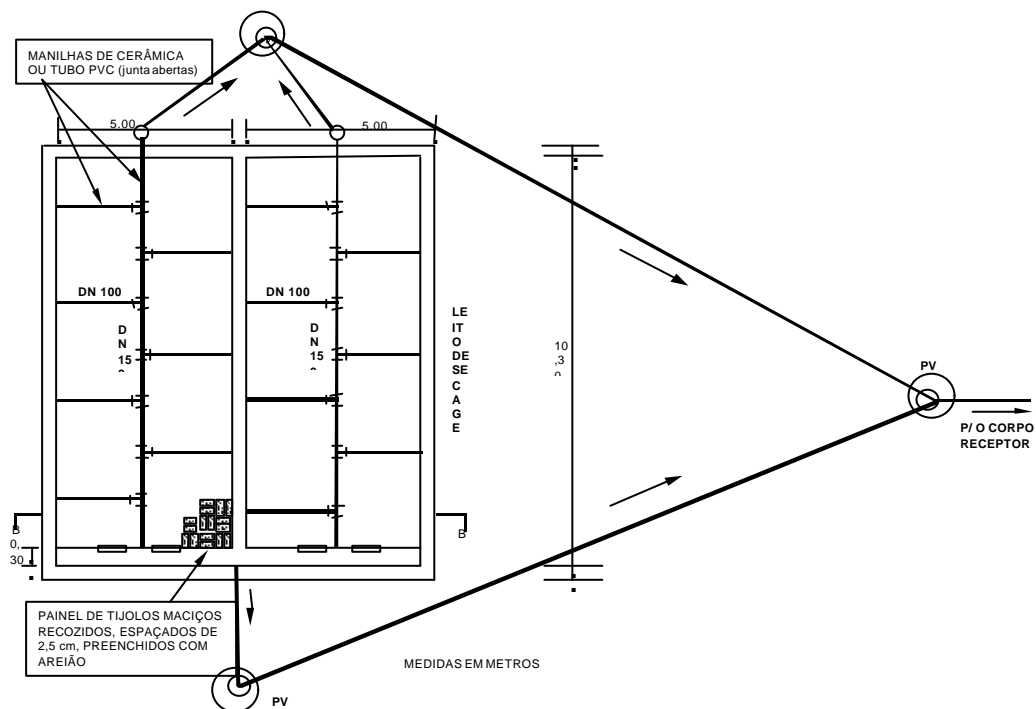 MANILHAS DE CERÂMICA
OU TUBO PVC (junta abertas)
5.00
5.00
DN 100
DN 100
D
N
15
D
N
15
LE
IT
O
DE
SE
C
A
G
E
10
,3
PV
P/ O CORPO
RECEPTOR
B
0,
30
B
PAINEL DE TIJOLOS MACIÇOS
RECOZIDOS, ESPAÇADOS DE
2,5 cm, PREENCHIDOS COM
AREIÃO
MEDIDAS EM METROS
PV